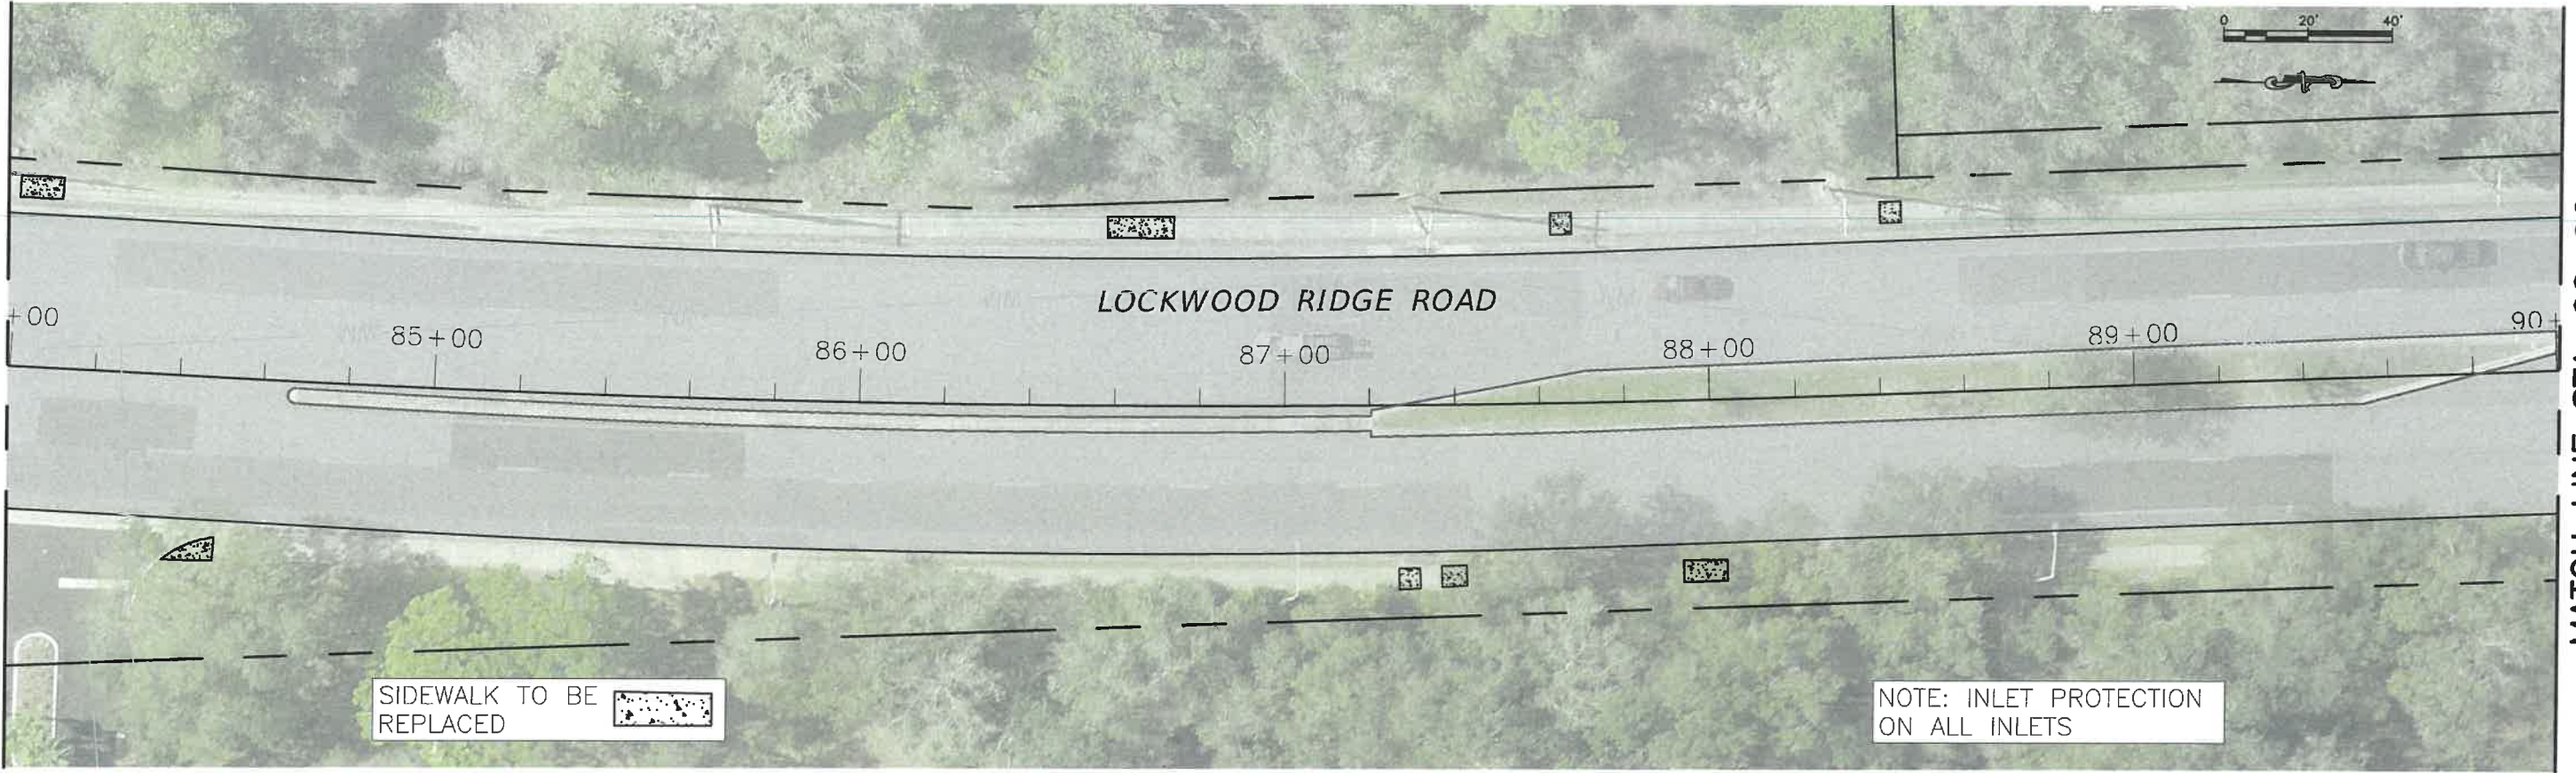 0 20' 40'
LOCKWOOD RIDGE ROAD
+00
85+00
86+00
87+00
88+00
89+00
90+
SIDEWALK TO BE
REPLACED
NOTE: INLET PROTECTION
ON ALL INLETS